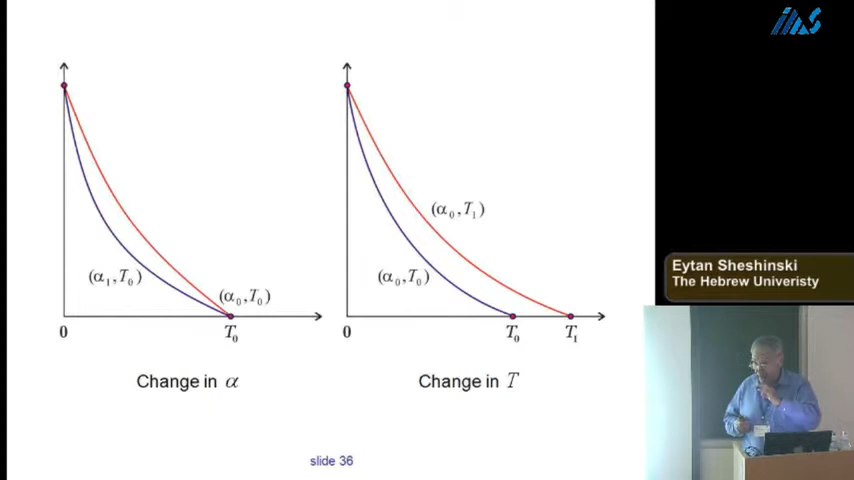 ias
(α₀,T₁)
(α₁,T₀)
(α₀,T₀)
(α₀,T₀)
0
T₀
0
T₀
T₁
Change in α
Change in T
slide 36
Eytan Sheshinski
The Hebrew Univeristy